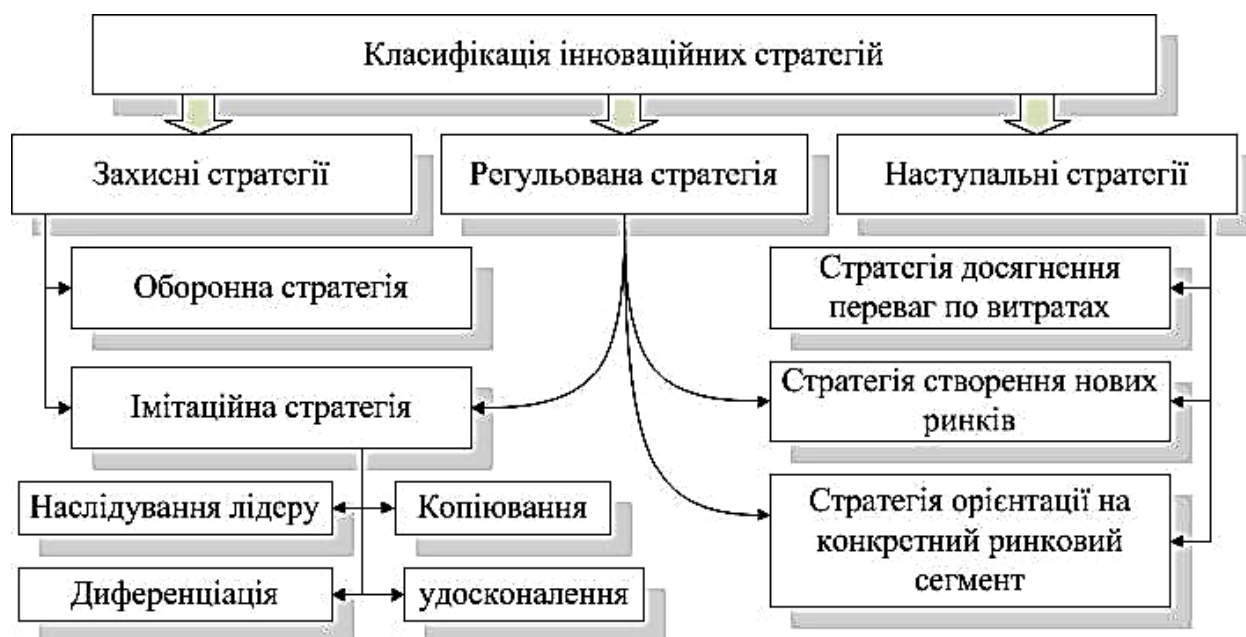 Класифікація інноваційних стратегій
Захисні стратегії
Регульована стратегія
Наступальні стратегії
Оборонна стратегія
Імітаційна стратегія
Наслідування лідеру
Копіювання
Диференціація
удосконалення
Стратегія досягнення
переваг по витратах
Стратегія створення нових
ринків
Стратегія орієнтації на
конкретний ринковий
сегмент